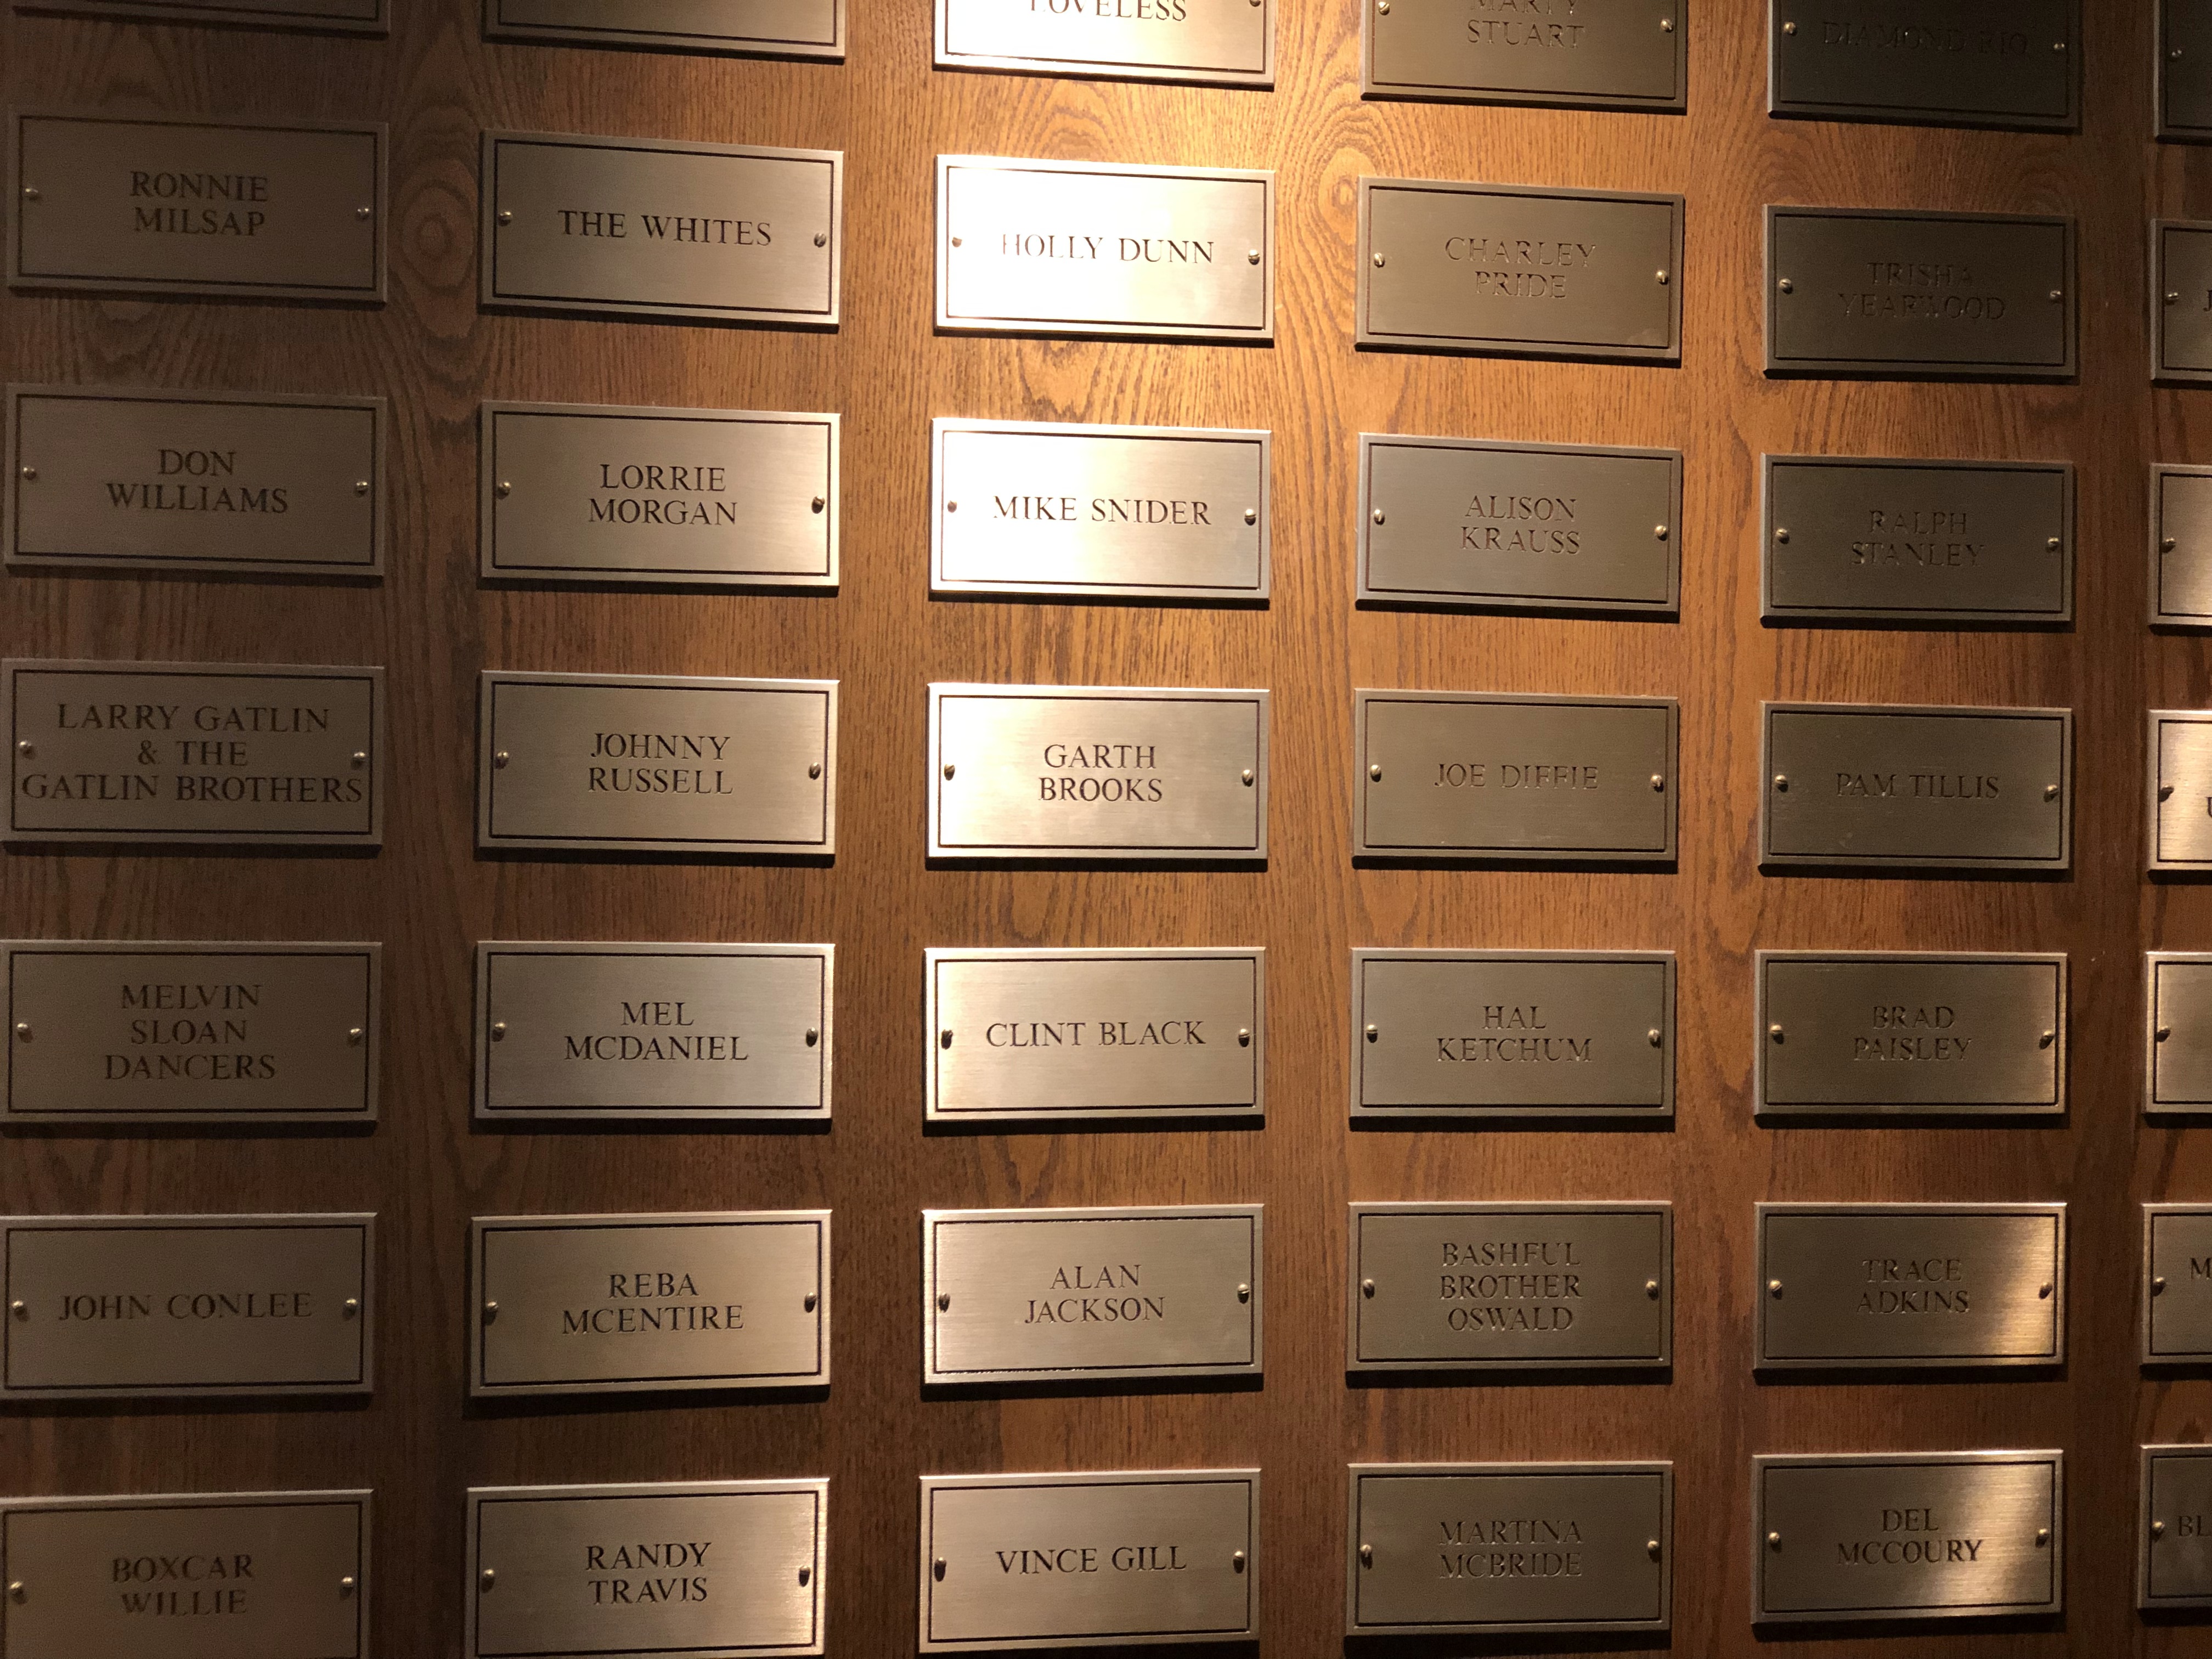 LOVELESS
MARTY
STUART
DIAMOND RIO
RONNIE
MILSAP
THE WHITES
HOLLY DUNN
CHARLEY
PRIDE
TRISHA
YEARWOOD
DON
WILLIAMS
LORRIE
MORGAN
MIKE SNIDER
ALISON
KRAUSS
RALPH
STANLEY
LARRY GATLIN
& THE
GATLIN BROTHERS
JOHNNY
RUSSELL
GARTH
BROOKS
JOE DIFFIE
PAM TILLIS
MELVIN
SLOAN
DANCERS
MEL
MCDANIEL
CLINT BLACK
HAL
KETCHUM
BRAD
PAISLEY
JOHN CONLEE
REBA
MCENTIRE
ALAN
JACKSON
BASHFUL
BROTHER
OSWALD
TRACE
ADKINS
BOXCAR
WILLIE
RANDY
TRAVIS
VINCE GILL
MARTINA
MCBRIDE
DEL
MCCOURY